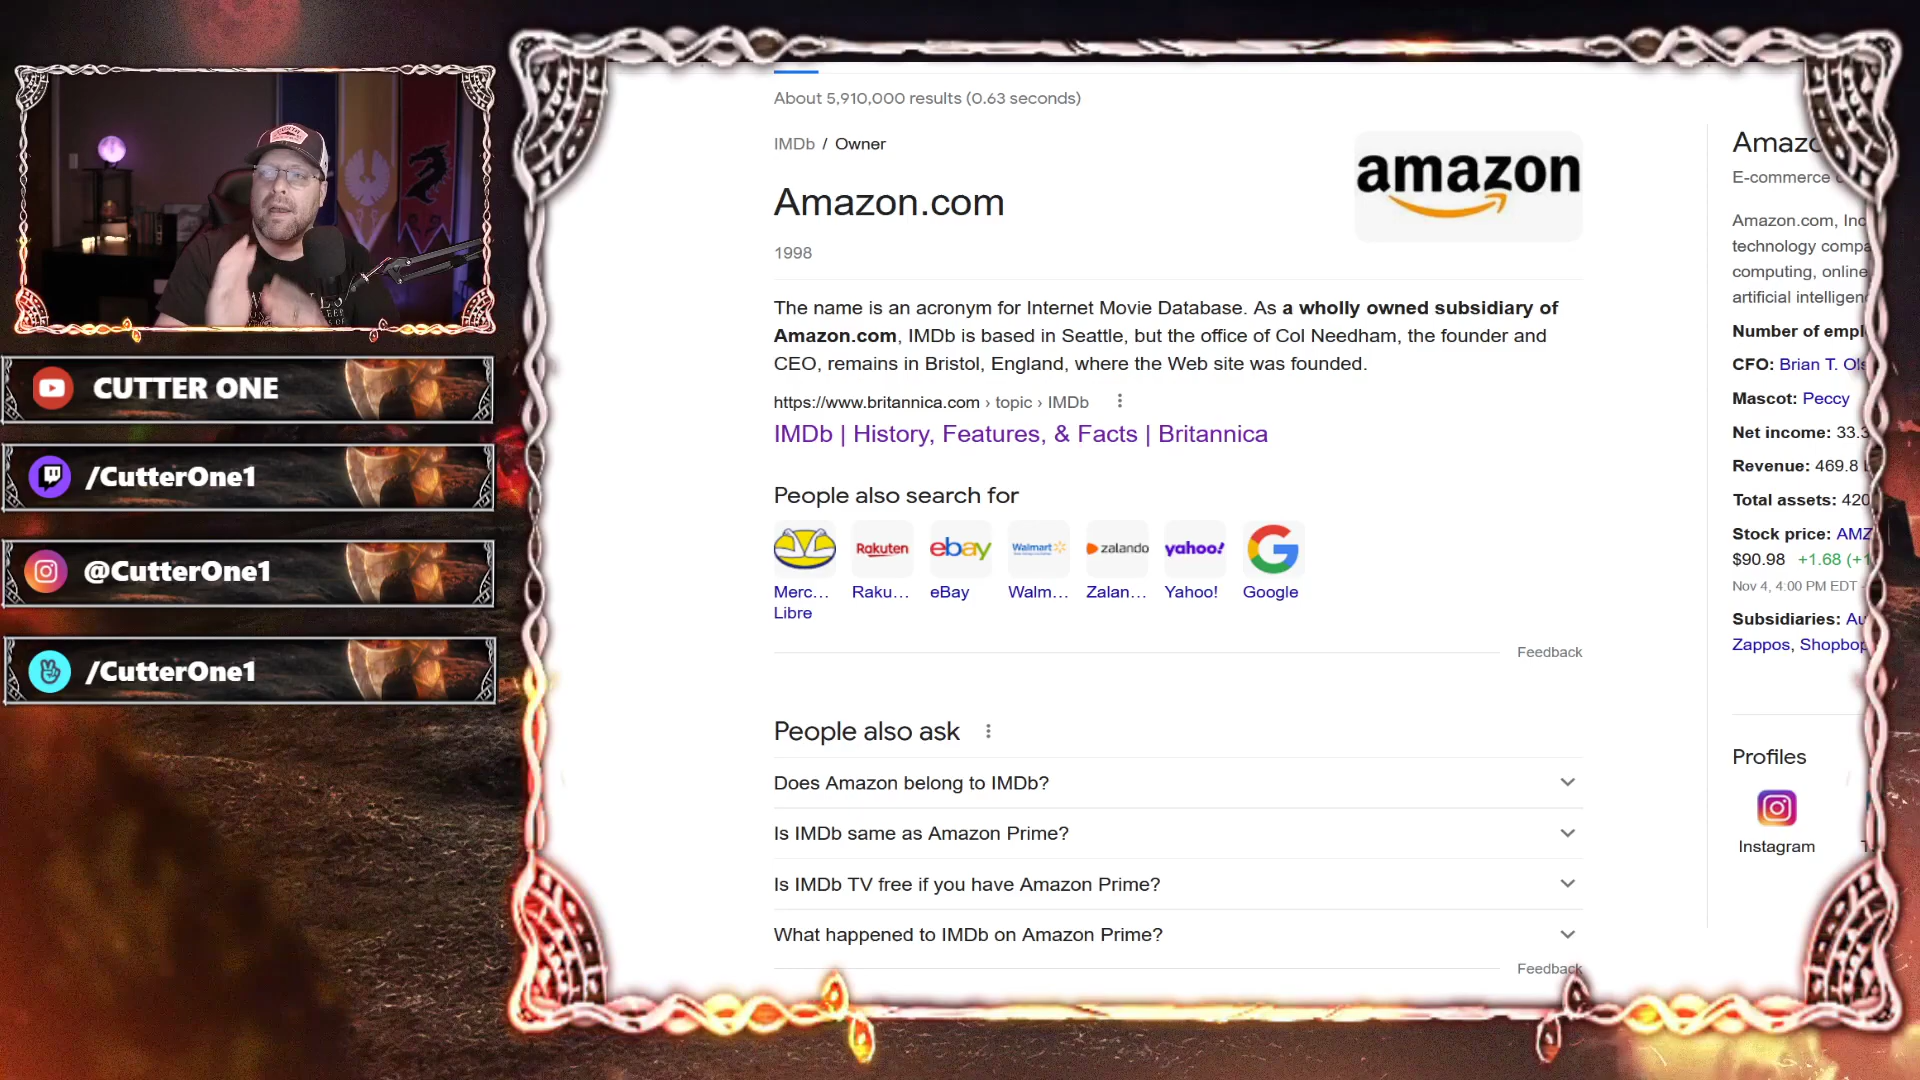 CUTTER ONE
/CutterOne1
@CutterOne1
/CutterOne1
About 5,910,000 results (0.63 seconds)
IMDb / Owner
Amazon.com
1998
amazon
The name is an acronym for Internet Movie Database. As a wholly owned subsidiary of
Amazon.com, IMDb is based in Seattle, but the office of Col Needham, the founder and
CEO, remains in Bristol, England, where the Web site was founded.
https://www.britannica.com › topic › IMDb
IMDb | History, Features, & Facts | Britannica
People also search for
Rakuten
ebay
Walmart
zalando
yahoo!
Merc...
Libre
Raku...
eBay
Walm...
Zalan...
Yahoo!
Google
Feedback
People also ask
Does Amazon belong to IMDb?
Is IMDb same as Amazon Prime?
Is IMDb TV free if you have Amazon Prime?
What happened to IMDb on Amazon Prime?
Feedback
Amazo
E-commerce
Amazon.com, Inc
technology compa
computing, online
artificial intelligen
Number of empl
CFO: Brian T. Ols
Mascot: Peccy
Net income: 33.3
Revenue: 469.8
Total assets: 420
Stock price: AMZ
$90.98 +1.68 (+1
Nov 4, 4:00 PM EDT
Subsidiaries: Au
Zappos, Shopbop
Profiles
Instagram